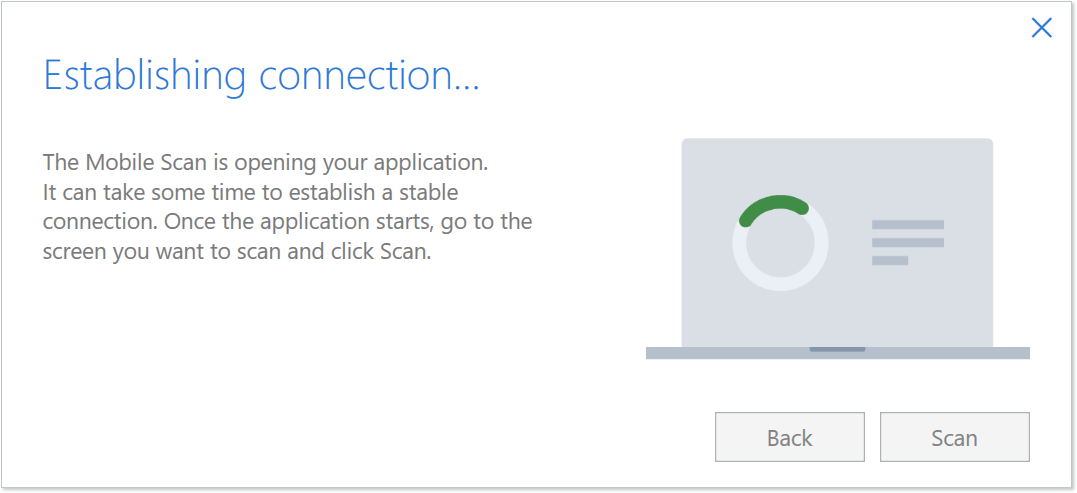 Establishing connection...
The Mobile Scan is opening your application.
It can take some time to establish a stable
connection. Once the application starts, go to the
screen you want to scan and click Scan.
Back
Scan